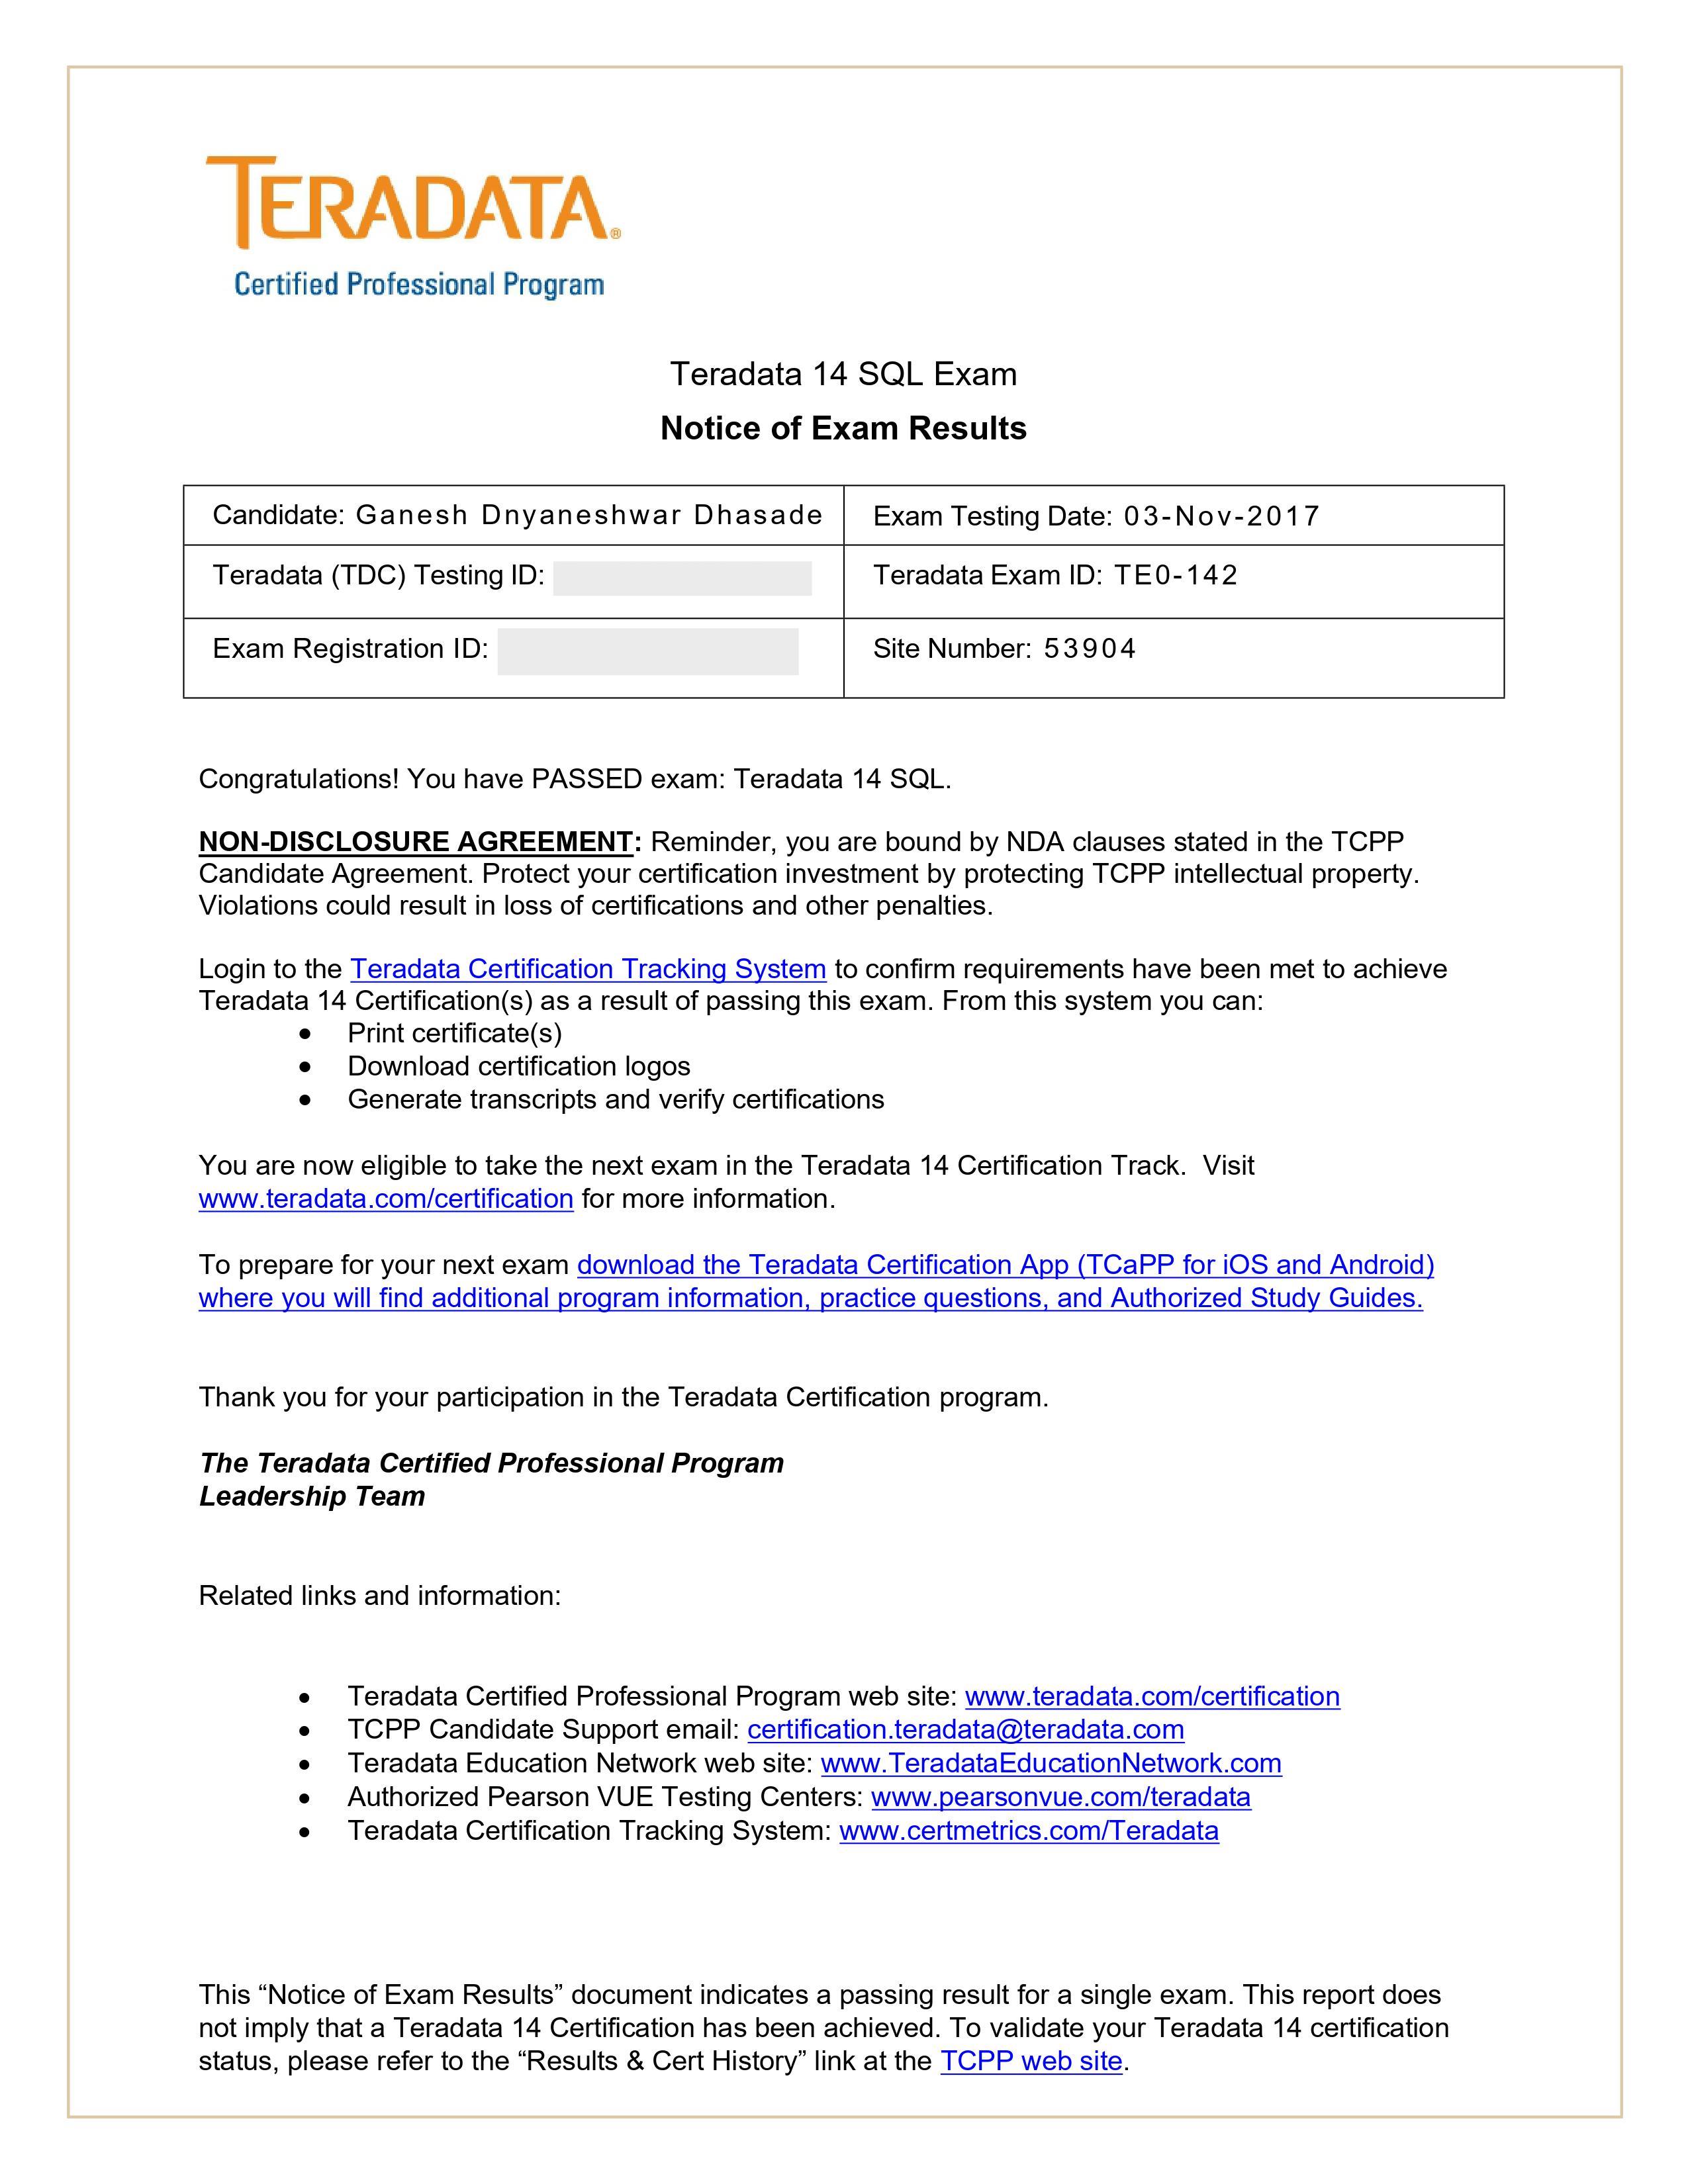 TERADATA®
Certified Professional Program
Teradata 14 SQL Exam
Notice of Exam Results
Candidate: Ganesh Dnyaneshwar Dhasade
Exam Testing Date: 03-Nov-2017
Teradata (TDC) Testing ID:
Teradata Exam ID: TE0-142
Exam Registration ID:
Site Number: 53904
Congratulations! You have PASSED exam: Teradata 14 SQL.
NON-DISCLOSURE AGREEMENT: Reminder, you are bound by NDA clauses stated in the TCPP
Candidate Agreement. Protect your certification investment by protecting TCPP intellectual property.
Violations could result in loss of certifications and other penalties.
Login to the Teradata Certification Tracking System to confirm requirements have been met to achieve
Teradata 14 Certification(s) as a result of passing this exam. From this system you can:
• Print certificate(s)
• Download certification logos
• Generate transcripts and verify certifications
You are now eligible to take the next exam in the Teradata 14 Certification Track. Visit
www.teradata.com/certification for more information.
To prepare for your next exam download the Teradata Certification App (TCaPP for iOS and Android)
where you will find additional program information, practice questions, and Authorized Study Guides.
Thank you for your participation in the Teradata Certification program.
The Teradata Certified Professional Program
Leadership Team
Related links and information:
• Teradata Certified Professional Program web site: www.teradata.com/certification
• TCPP Candidate Support email: certification.teradata@teradata.com
• Teradata Education Network web site: www.TeradataEducationNetwork.com
• Authorized Pearson VUE Testing Centers: www.pearsonvue.com/teradata
• Teradata Certification Tracking System: www.certmetrics.com/Teradata
This “Notice of Exam Results” document indicates a passing result for a single exam. This report does
not imply that a Teradata 14 Certification has been achieved. To validate your Teradata 14 certification
status, please refer to the “Results & Cert History” link at the TCPP web site.